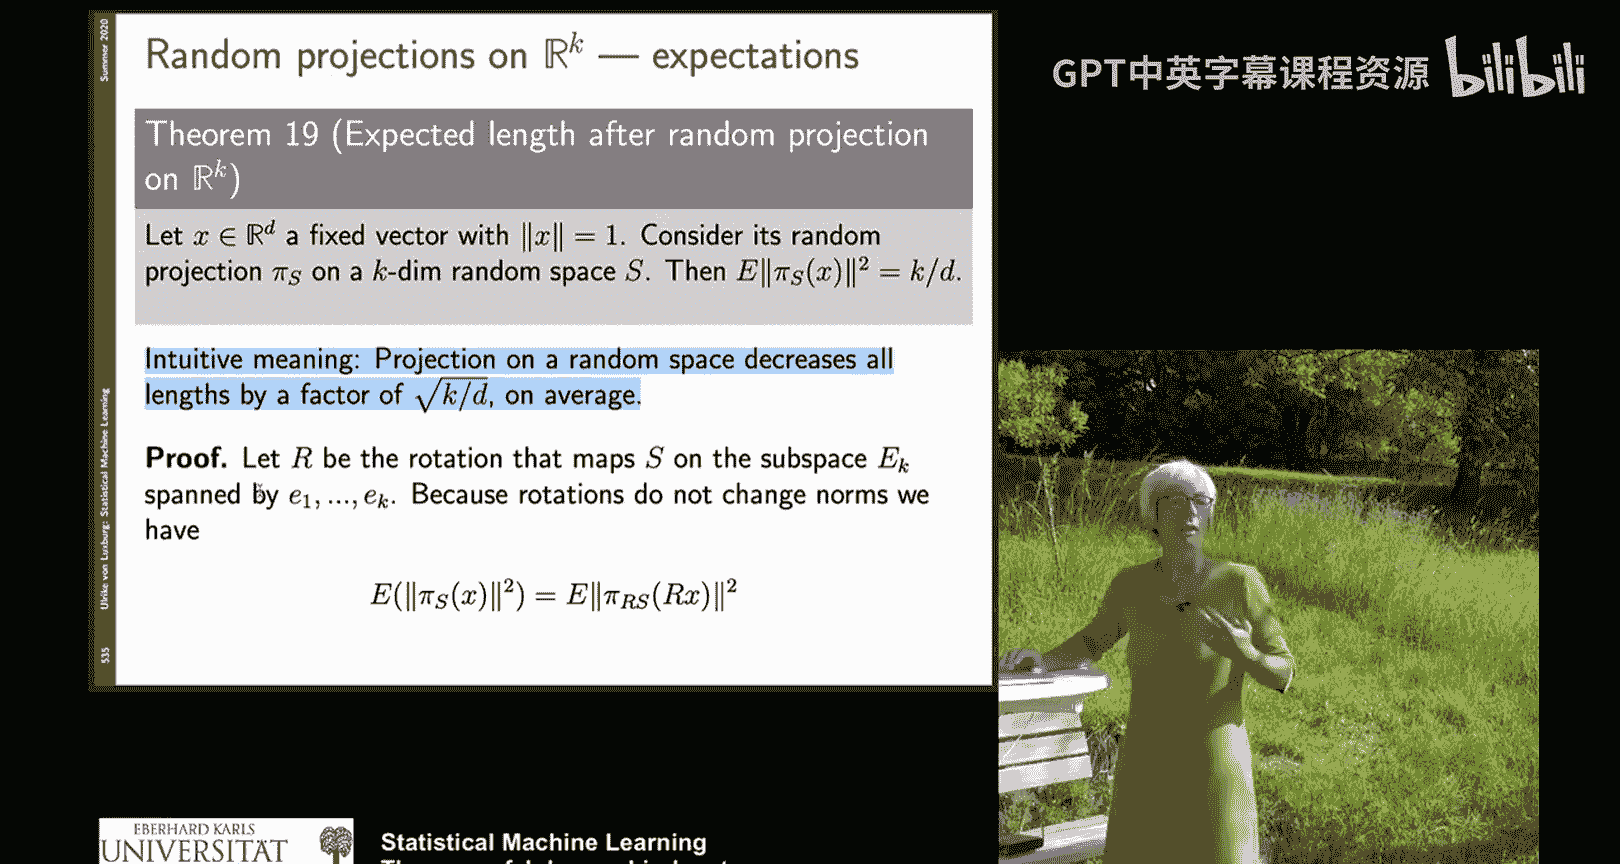 Summer 2020
Random projections on ℝᵏ — expectations
Theorem 19 (Expected length after random projection
on ℝᵏ)
Let x ∈ ℝᵈ a fixed vector with ‖x‖ = 1. Consider its random
projection π_S on a k-dim random space S. Then E‖π_S(x)‖² = k/d.
Intuitive meaning: Projection on a random space decreases all
lengths by a factor of √(k/d), on average.
Proof. Let R be the rotation that maps S on the subspace E_k
spanned by e₁, ..., e_k. Because rotations do not change norms we
have
E(‖π_S(x)‖²) = E‖π_RS(Rx)‖²
Ulrike von Luxburg: Statistical Machine Learning
535
GPT中英字幕课程资源
bilibili
EBERHARD KARLS
UNIVERSITÄT
Statistical Machine Learning